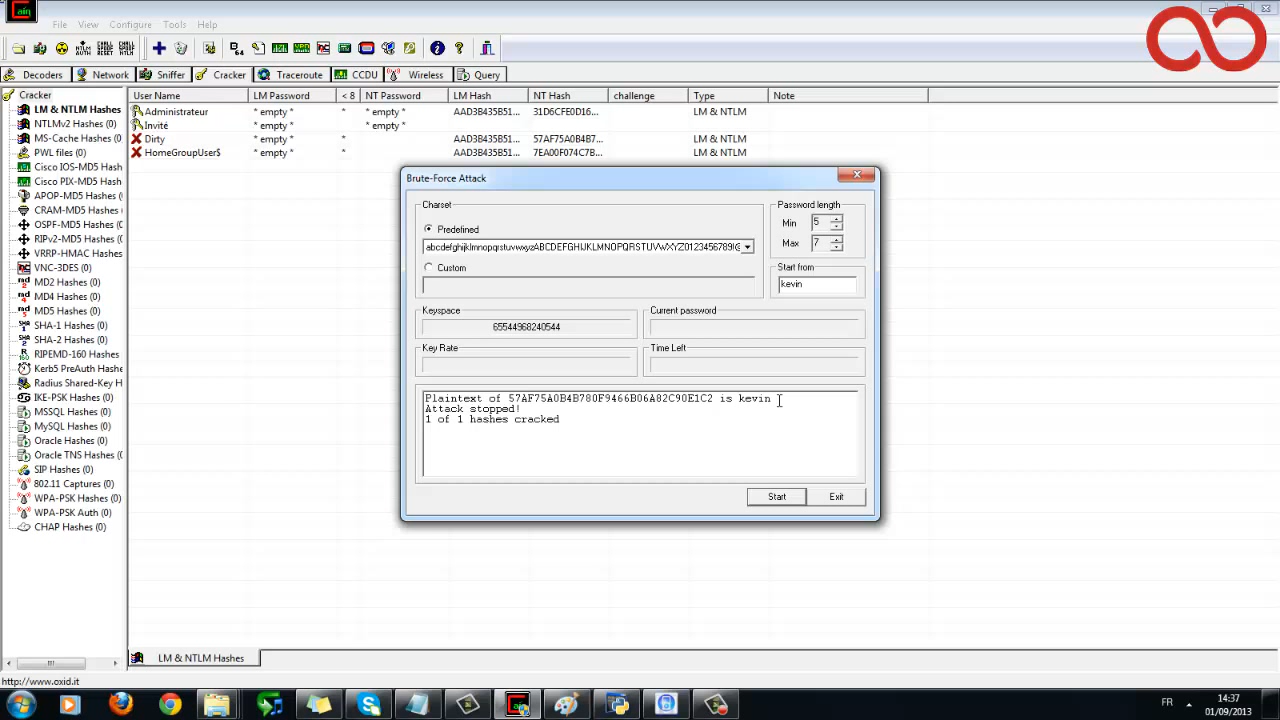 Cain
File View Configure Tools Help
Decoders Network Sniffer Cracker Traceroute CCDU Wireless Query
Cracker
LM & NTLM Hashes
NTLMv2 Hashes (0)
MS-Cache Hashes (0)
PWL files (0)
Cisco IOS-MD5 Hash
Cisco PIX-MD5 Hash
APOP-MD5 Hashes (
CRAM-MD5 Hashes (
OSPF-MD5 Hashes (0
RIPv2-MD5 Hashes (
VRRP-HMAC Hashes
VNC-3DES (0)
MD2 Hashes (0)
MD4 Hashes (0)
MD5 Hashes (0)
SHA-1 Hashes (0)
SHA-2 Hashes (0)
RIPEMD-160 Hashes
Kerb5 PreAuth Hashe
Radius Shared-Key H
IKE-PSK Hashes (0)
MSSQL Hashes (0)
MySQL Hashes (0)
Oracle Hashes (0)
Oracle TNS Hashes (0
SIP Hashes (0)
802.11 Captures (0)
WPA-PSK Hashes (0)
WPA-PSK Auth (0)
CHAP Hashes (0)
User Name LM Password < 8 NT Password LM Hash NT Hash challenge Type Note
Administrateur * empty * * * empty * AAD3B435B51... 31D6CFE0D16... LM & NTLM
Invité * empty * * empty *
Dirty * empty * * AAD3B435B51... 57AF75A0B4B7... LM & NTLM
HomeGroupUser$ * empty * * AAD3B435B51... 7EA00F074C7B... LM & NTLM
Brute-Force Attack
Charset
Predefined
abcdefghijklmnopqrstuvwxyzABCDEFGHIJKLMNOPQRSTUVWXYZ0123456789!@
Custom
Password length
Min 5
Max 7
Start from
kevin
Keyspace
65544968240544
Current password
Key Rate
Time Left
Plaintext of 57AF75A0B4B780F9466B06A82C90E1C2 is kevin
Attack stopped!
1 of 1 hashes cracked
Start Exit
LM & NTLM Hashes
http://www.oxid.it
FR
14:37
01/09/2013